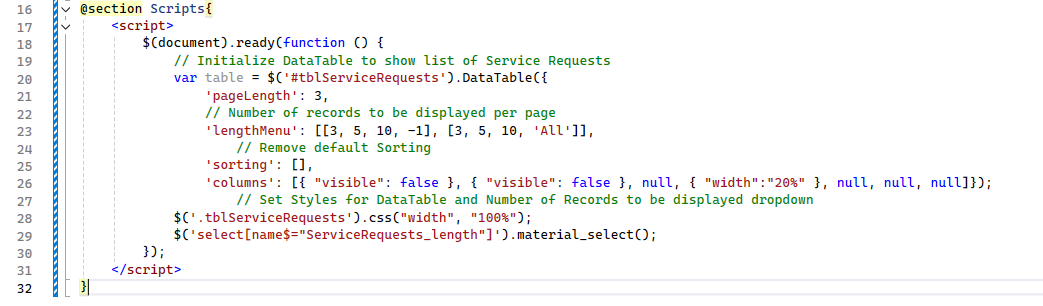 16 @section Scripts{
17 <script>
18 $(document).ready(function () {
19 // Initialize DataTable to show list of Service Requests
20 var table = $('#tblServiceRequests').DataTable({
21 'pageLength': 3,
22 // Number of records to be displayed per page
23 'lengthMenu': [[3, 5, 10, -1], [3, 5, 10, 'All']],
24 // Remove default Sorting
25 'sorting': [],
26 'columns': [{ "visible": false }, { "visible": false }, null, { "width":"20%" }, null, null, null]});
27 // Set Styles for DataTable and Number of Records to be displayed dropdown
28 $('.tblServiceRequests').css("width", "100%");
29 $('select[name$="ServiceRequests_length"]').material_select();
30 });
31 </script>
32 }